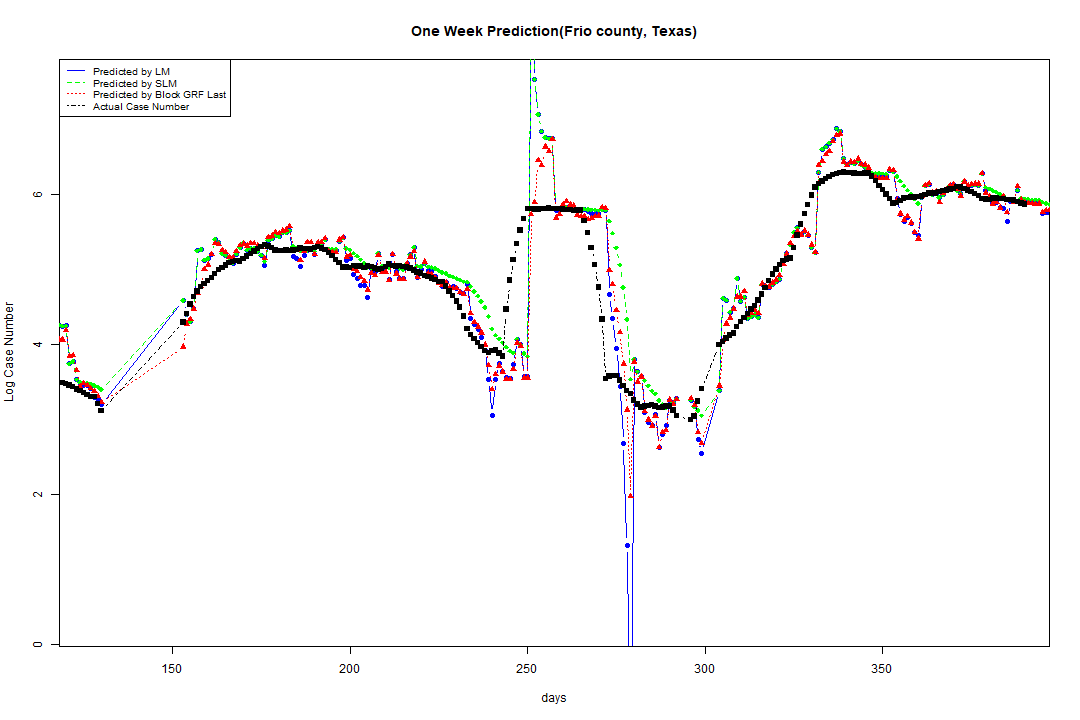 One Week Prediction(Frio county, Texas)
Predicted by LM
Predicted by SLM
Predicted by Block GRF Last
Actual Case Number
6
4
2
0
Log Case Number
150 200 250 300 350
days